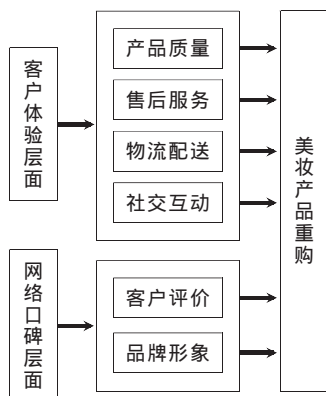 客户体验层面
产品质量
售后服务
物流配送
社交互动
网络口碑层面
客户评价
品牌形象
美妆产品重购